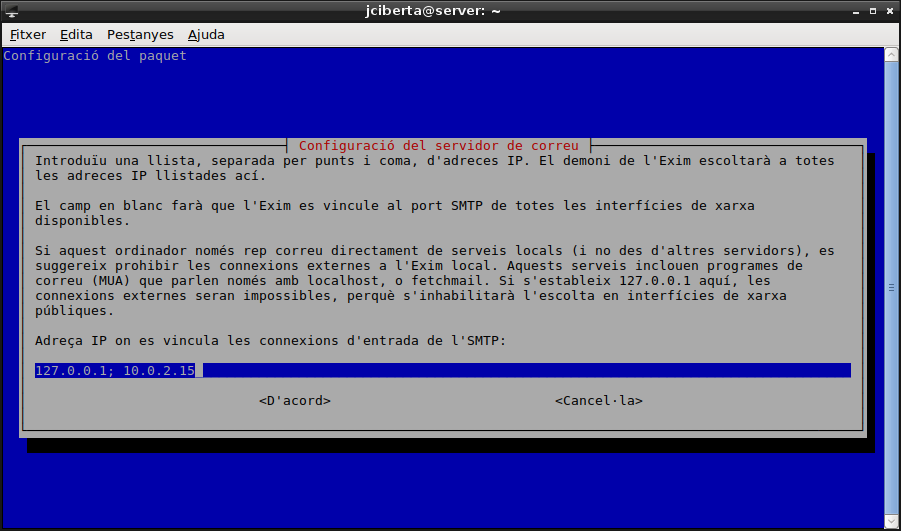 jciberta@server: ~
Fitxer Edita Pestanyes Ajuda
Configuració del paquet
Configuració del servidor de correu
Introduïu una llista, separada per punts i coma, d'adreces IP. El demoni de l'Exim escoltarà a totes
les adreces IP llistades ací.
El camp en blanc farà que l'Exim es vincule al port SMTP de totes les interfícies de xarxa
disponibles.
Si aquest ordinador només rep correu directament de serveis locals (i no des d'altres servidors), es
suggereix prohibir les connexions externes a l'Exim local. Aquests serveis inclouen programes de
correu (MUA) que parlen només amb localhost, o fetchmail. Si s'estableix 127.0.0.1 aquí, les
connexions externes seran impossibles, perquè s'inhabilitarà l'escolta en interfícies de xarxa
públiques.
Adreça IP on es vincula les connexions d'entrada de l'SMTP:
127.0.0.1; 10.0.2.15
<D'acord> <Cancel·la>